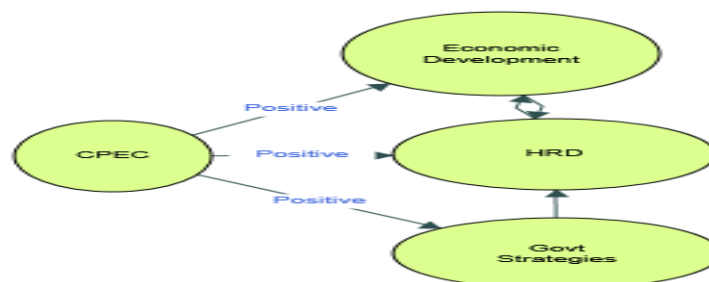 Economic
Development
Positive
CPEC
Positive
HRD
Positive
Govt
Strategies